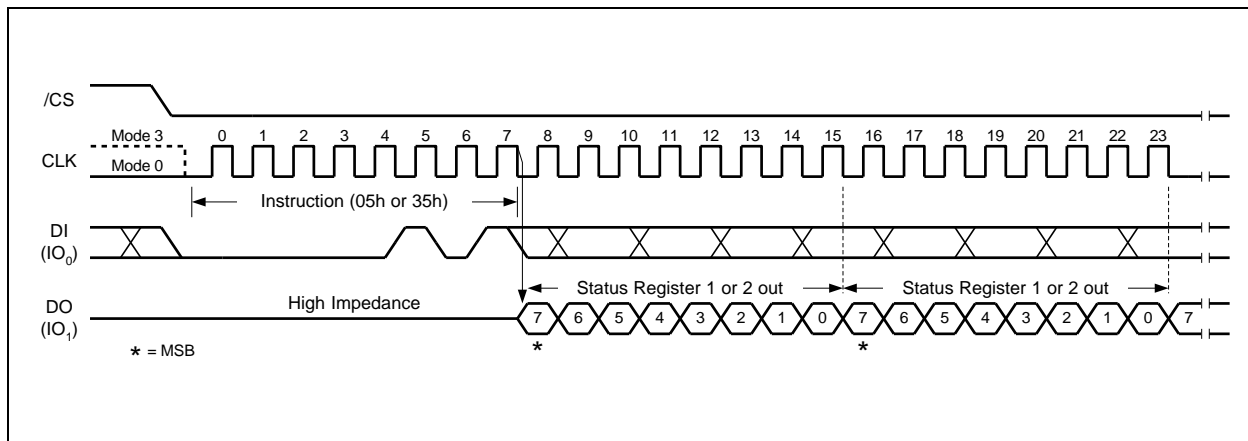 /CS
Mode 3 0 1 2 3 4 5 6 7 8 9 10 11 12 13 14 15 16 17 18 19 20 21 22 23
CLK Mode 0
Instruction (05h or 35h)
DI
(IO0)
Status Register 1 or 2 out Status Register 1 or 2 out
High Impedance
DO 7 6 5 4 3 2 1 0 7 6 5 4 3 2 1 0 7
(IO1)
* *
* = MSB